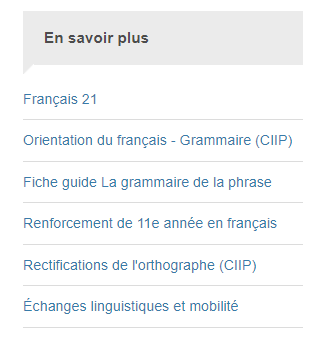 En savoir plus
Français 21
Orientation du français - Grammaire (CIIP)
Fiche guide La grammaire de la phrase
Renforcement de 11e année en français
Rectifications de l'orthographe (CIIP)
Échanges linguistiques et mobilité